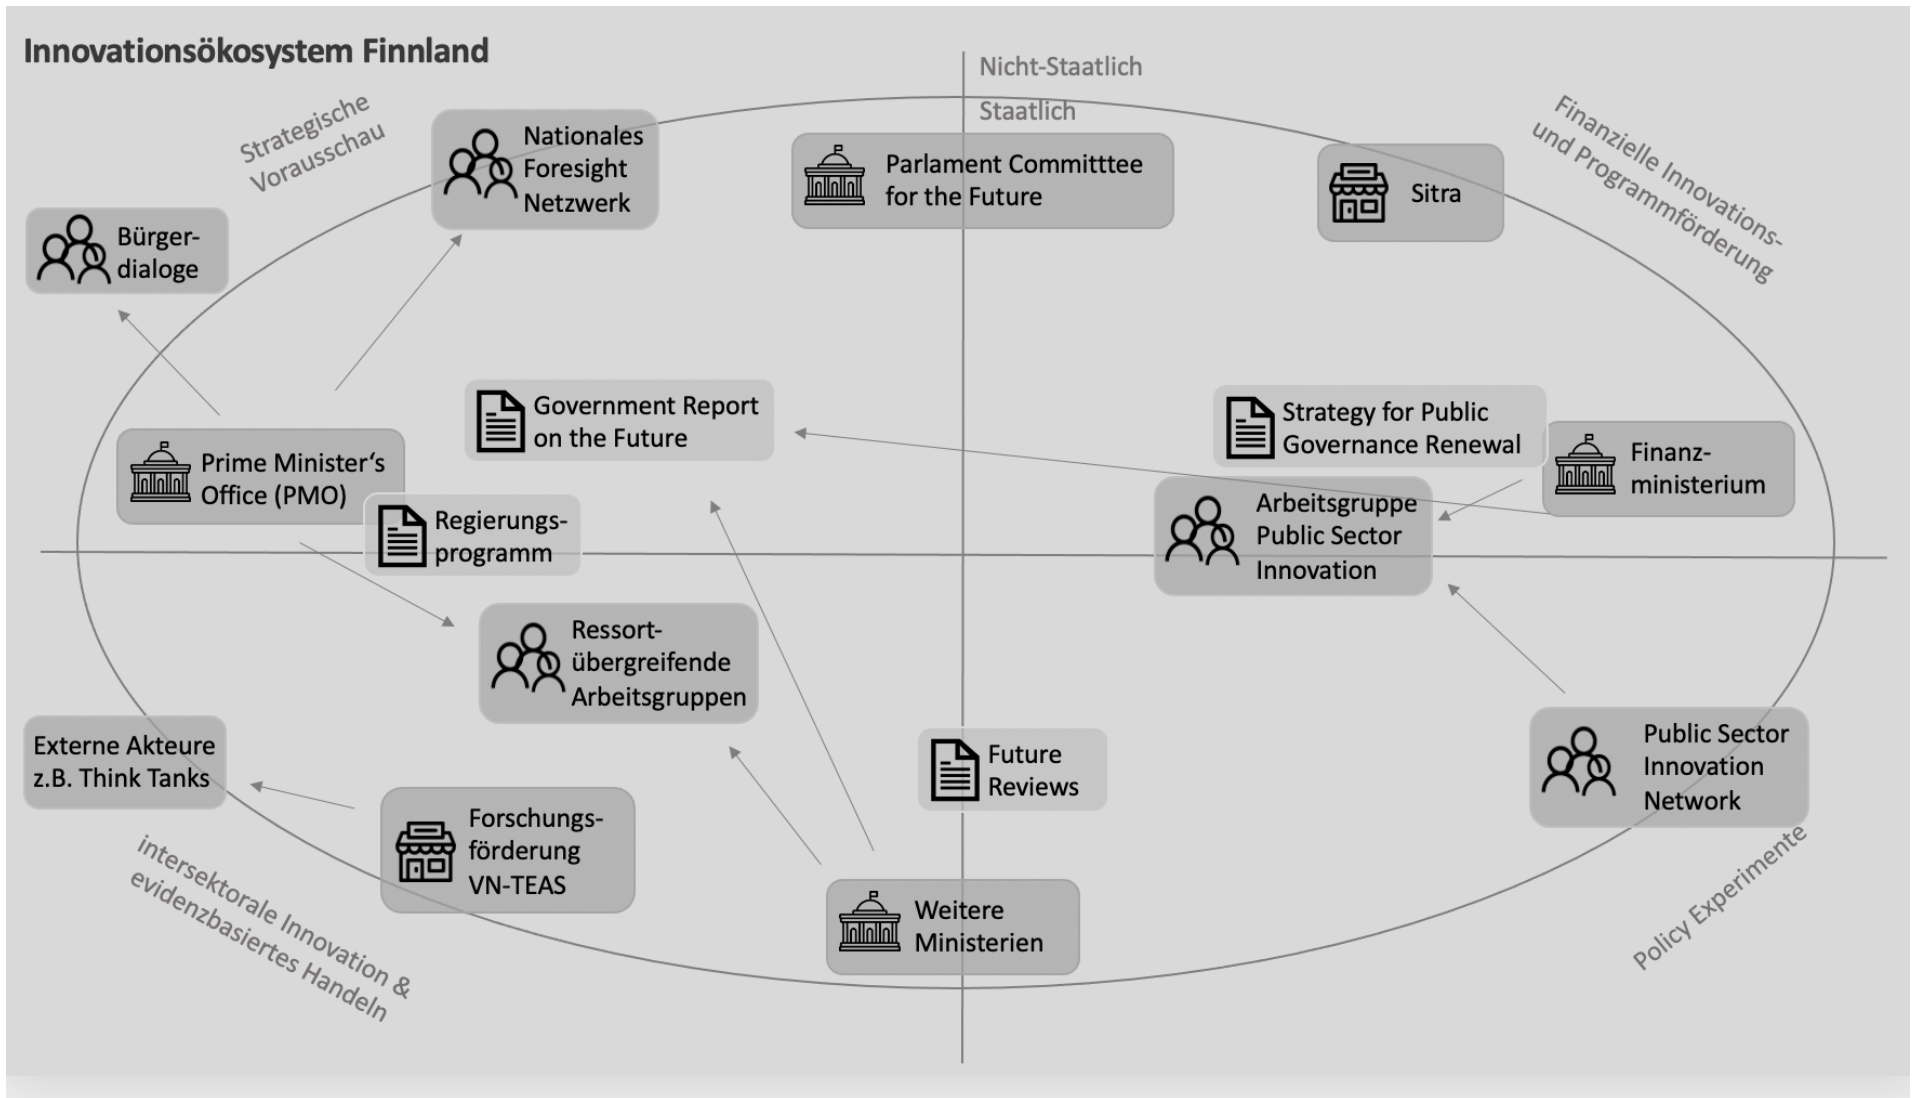 Innovationsökosystem Finnland
Nicht-Staatlich
Staatlich
Strategische
Vorausschau
Finanzielle Innovations-
und Programmförderung
Nationales
Foresight
Netzwerk
Parlament Committtee
for the Future
Sitra
Bürger-
dialoge
Government Report
on the Future
Strategy for Public
Governance Renewal
Finanz-
ministerium
Prime Minister‘s
Office (PMO)
Regierungs-
programm
Arbeitsgruppe
Public Sector
Innovation
Ressort-
übergreifende
Arbeitsgruppen
Externe Akteure
z.B. Think Tanks
Future
Reviews
Public Sector
Innovation
Network
Forschungs-
förderung
VN-TEAS
Weitere
Ministerien
intersektorale Innovation &
evidenzbasiertes Handeln
Policy Experimente